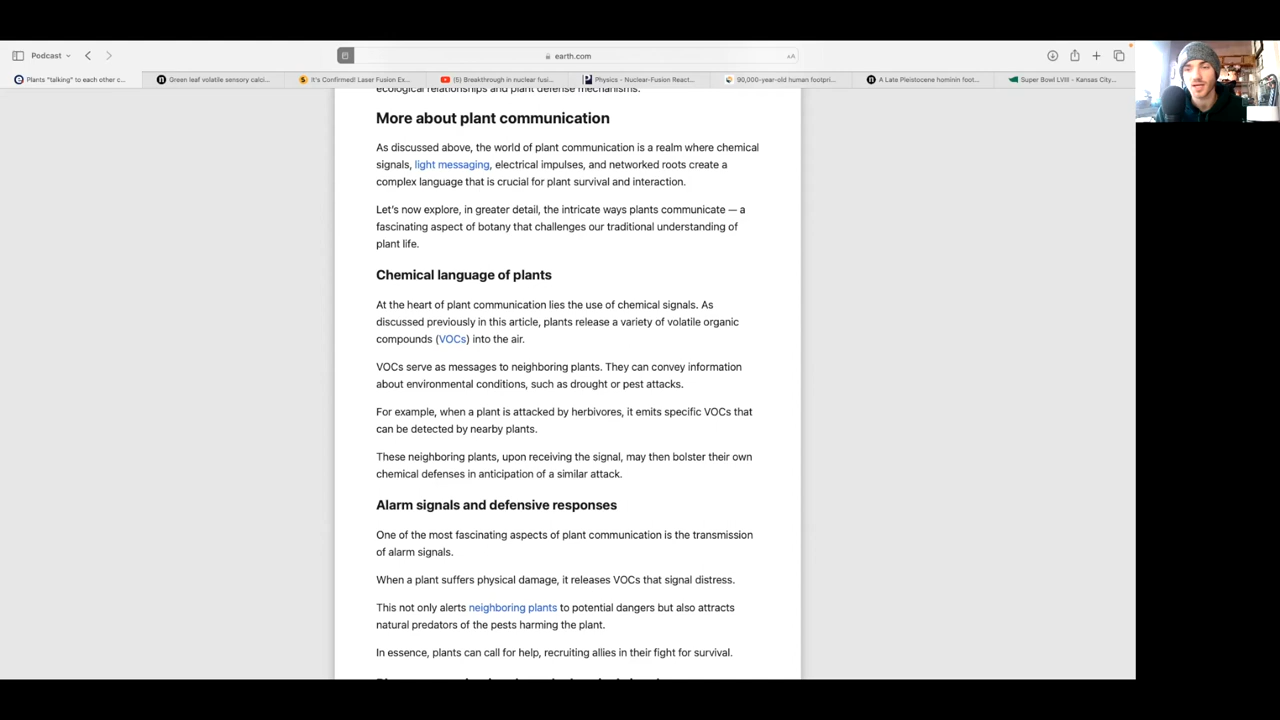 Podcast
earth.com
AA
Plants "talking" to each other c...
Green leaf volatile sensory calci...
It's Confirmed! Laser Fusion Ex...
(5) Breakthrough in nuclear fusi...
Physics - Nuclear-Fusion React...
90,000-year-old human footpri...
A Late Pleistocene hominin foot...
Super Bowl LVIII - Kansas City...
ecological relationships and plant defense mechanisms.
More about plant communication
As discussed above, the world of plant communication is a realm where chemical
signals, light messaging, electrical impulses, and networked roots create a
complex language that is crucial for plant survival and interaction.
Let's now explore, in greater detail, the intricate ways plants communicate — a
fascinating aspect of botany that challenges our traditional understanding of
plant life.
Chemical language of plants
At the heart of plant communication lies the use of chemical signals. As
discussed previously in this article, plants release a variety of volatile organic
compounds (VOCs) into the air.
VOCs serve as messages to neighboring plants. They can convey information
about environmental conditions, such as drought or pest attacks.
For example, when a plant is attacked by herbivores, it emits specific VOCs that
can be detected by nearby plants.
These neighboring plants, upon receiving the signal, may then bolster their own
chemical defenses in anticipation of a similar attack.
Alarm signals and defensive responses
One of the most fascinating aspects of plant communication is the transmission
of alarm signals.
When a plant suffers physical damage, it releases VOCs that signal distress.
This not only alerts neighboring plants to potential dangers but also attracts
natural predators of the pests harming the plant.
In essence, plants can call for help, recruiting allies in their fight for survival.